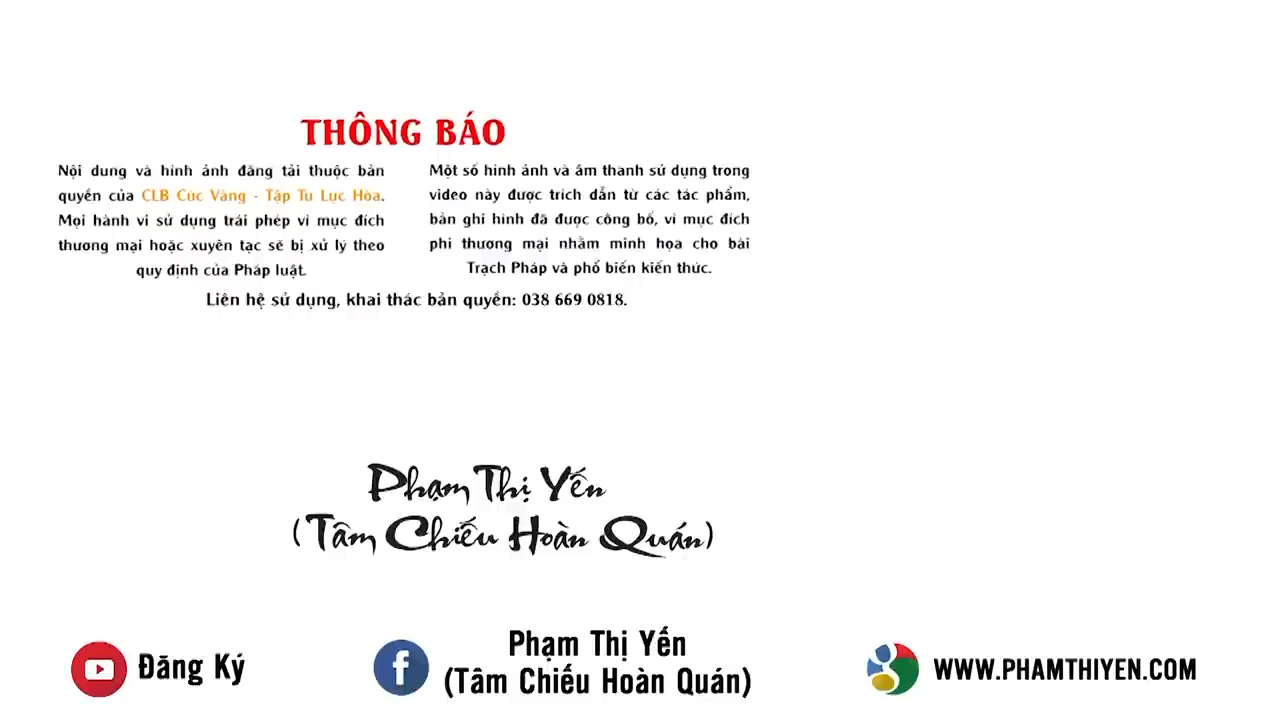 THÔNG BÁO
Nội dung và hình ảnh đăng tải thuộc bản
quyền của CLB Cúc Vàng - Tập Tu Lục Hòa.
Mọi hành vi sử dụng trái phép vì mục đích
thương mại hoặc xuyên tạc sẽ bị xử lý theo
quy định của Pháp luật.
Một số hình ảnh và âm thanh sử dụng trong
video này được trích dẫn từ các tác phẩm,
bản ghi hình đã được công bố, vì mục đích
phi thương mại nhằm minh họa cho bài
Trạch Pháp và phổ biến kiến thức.
Liên hệ sử dụng, khai thác bản quyền: 038 669 0818.
Phạm Thị Yến
(Tâm Chiếu Hoàn Quán)
Đăng Ký
Phạm Thị Yến
(Tâm Chiếu Hoàn Quán)
WWW.PHAMTHIYEN.COM